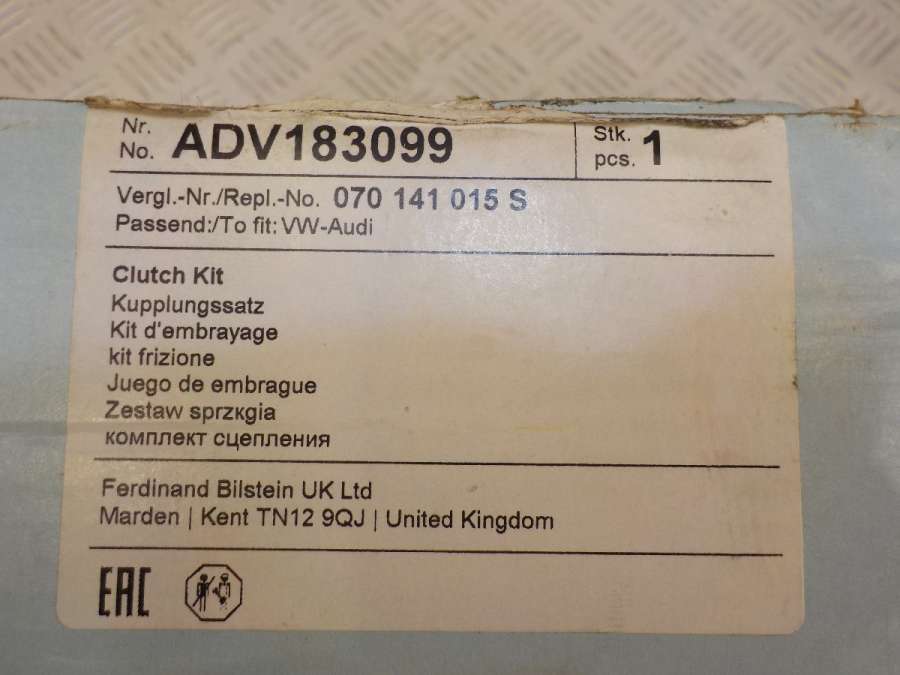 Nr.
No. ADV183099
Stk.
pcs. 1
Vergl.-Nr./Repl.-No. 070 141 015 S
Passend:/To fit: VW-Audi
Clutch Kit
Kupplungssatz
Kit d'embrayage
kit frizione
Juego de embrague
Zestaw sprzкgia
комплект сцепления
Ferdinand Bilstein UK Ltd
Marden | Kent TN12 9QJ | United Kingdom
EAC